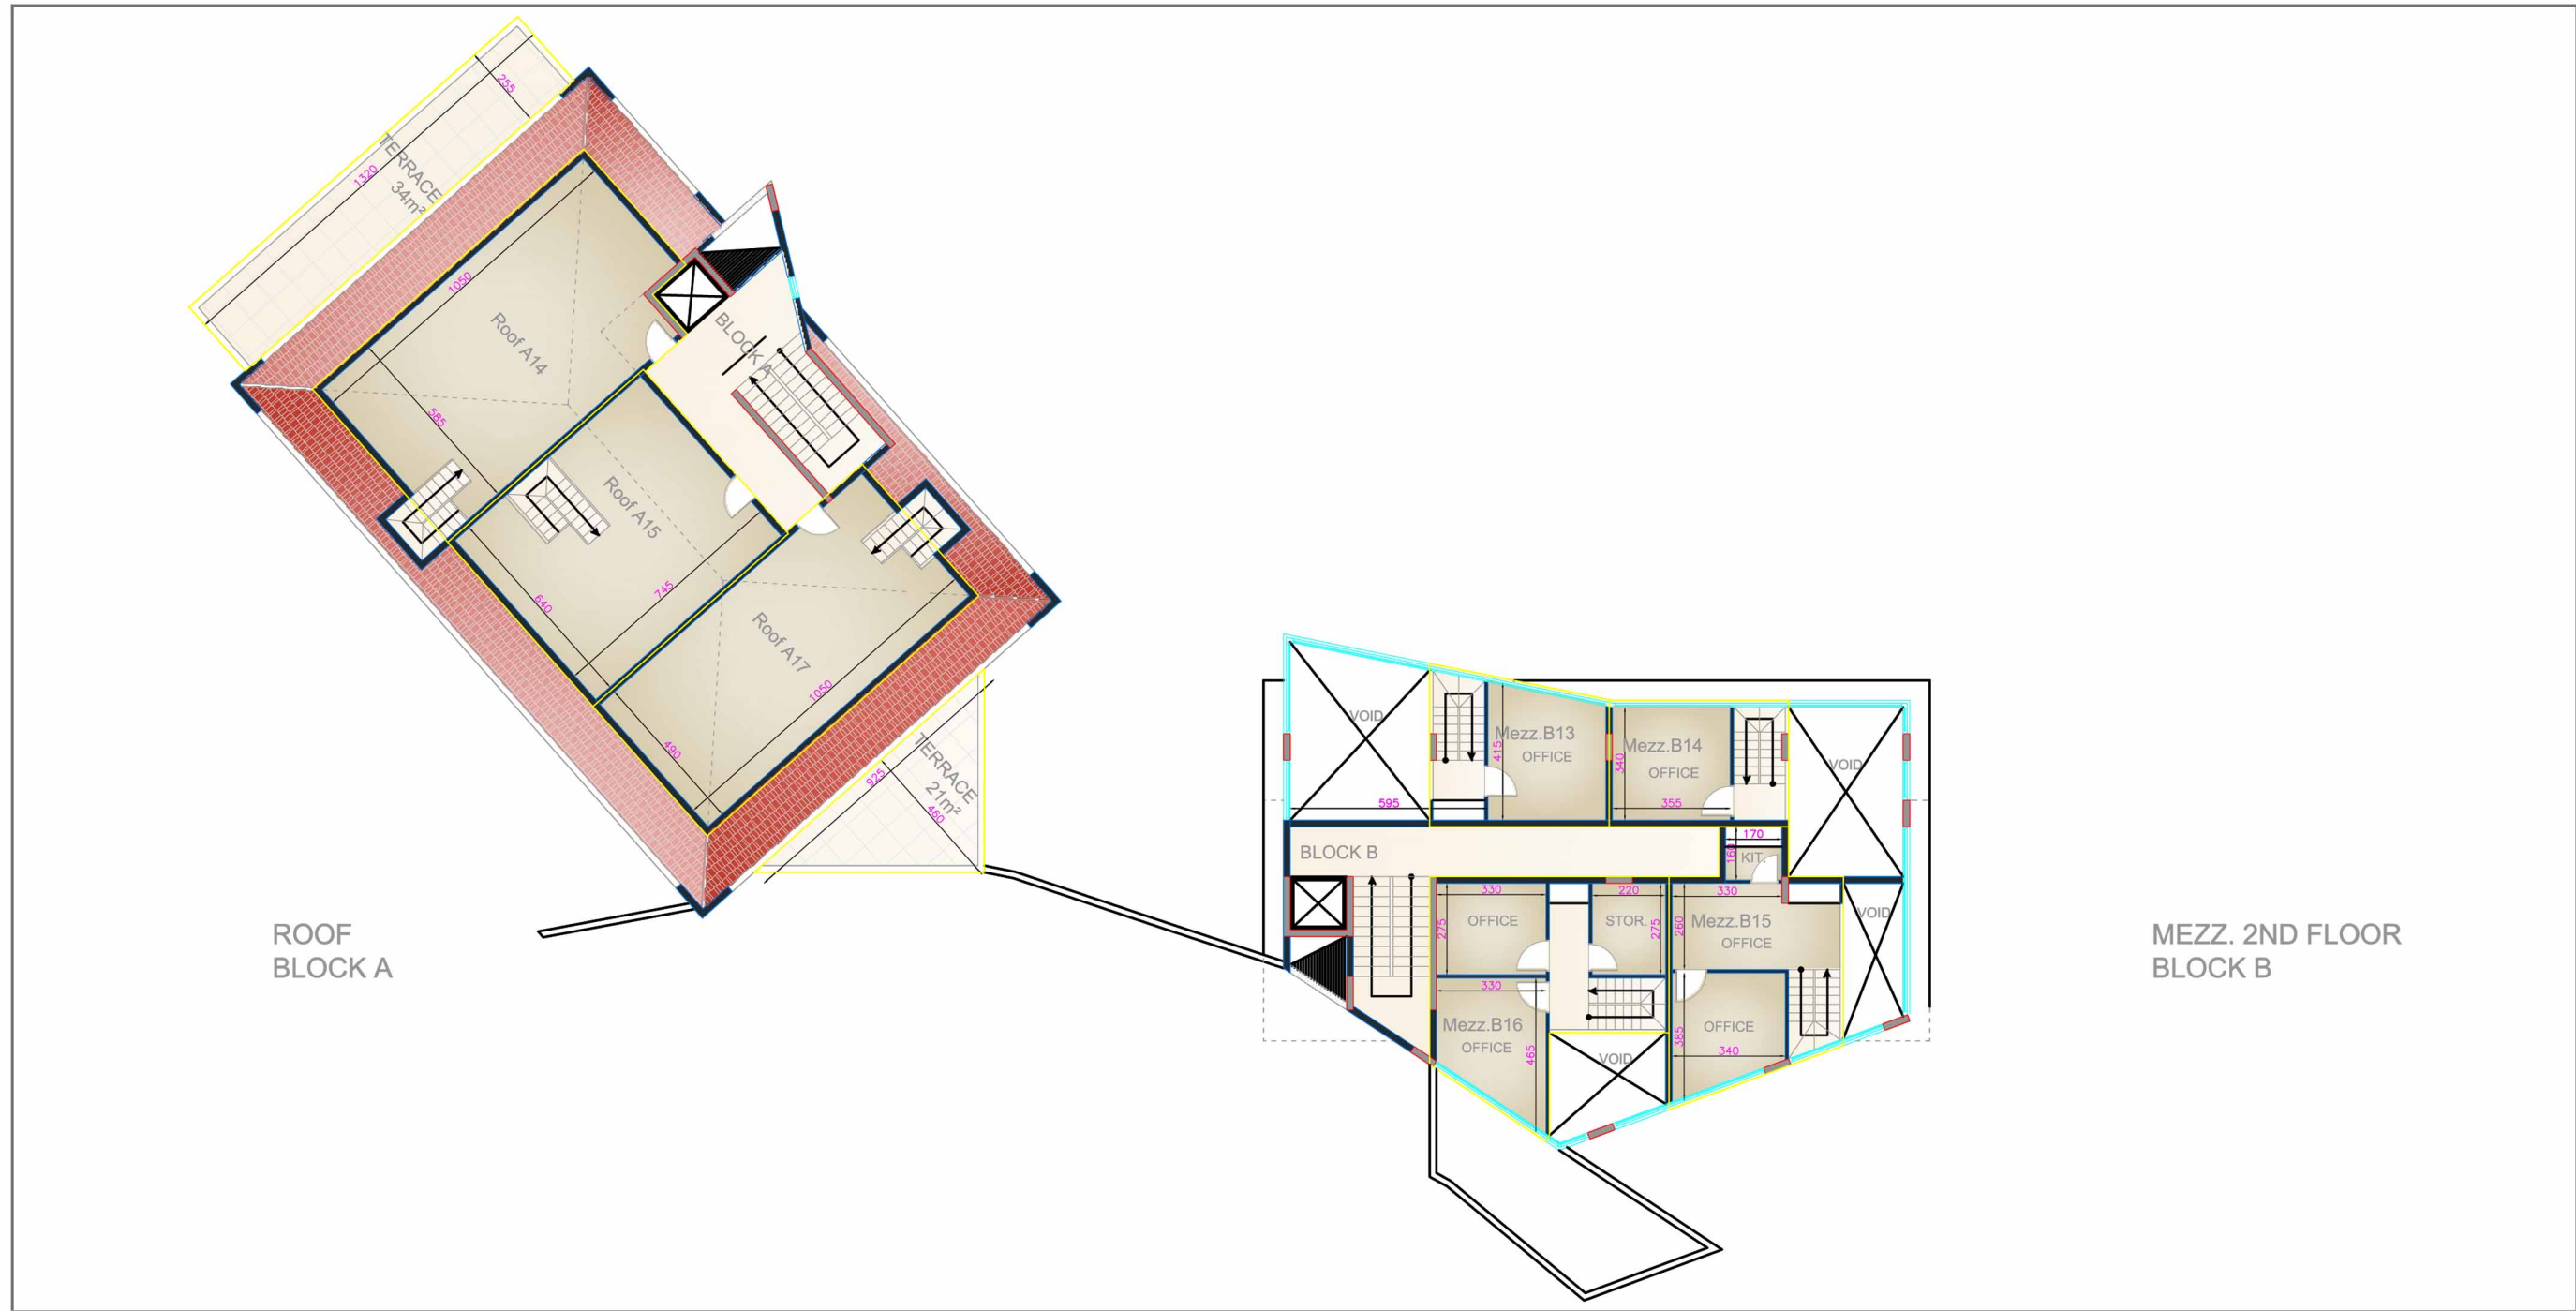 255
TERRACE
34m²
1320
1050
Roof A14
585
BLOCK A
Roof A15
640
745
Roof A17
1050
490
TERRACE
21m²
925
460
ROOF
BLOCK A
VOID
595
Mezz.B13
OFFICE
415
Mezz.B14
OFFICE
340
355
VOID
BLOCK B
170
160
KIT.
330
OFFICE
275
220
STOR.
275
330
260
Mezz.B15
OFFICE
VOID
330
Mezz.B16
OFFICE
465
VOID
385
OFFICE
340
MEZZ. 2ND FLOOR
BLOCK B